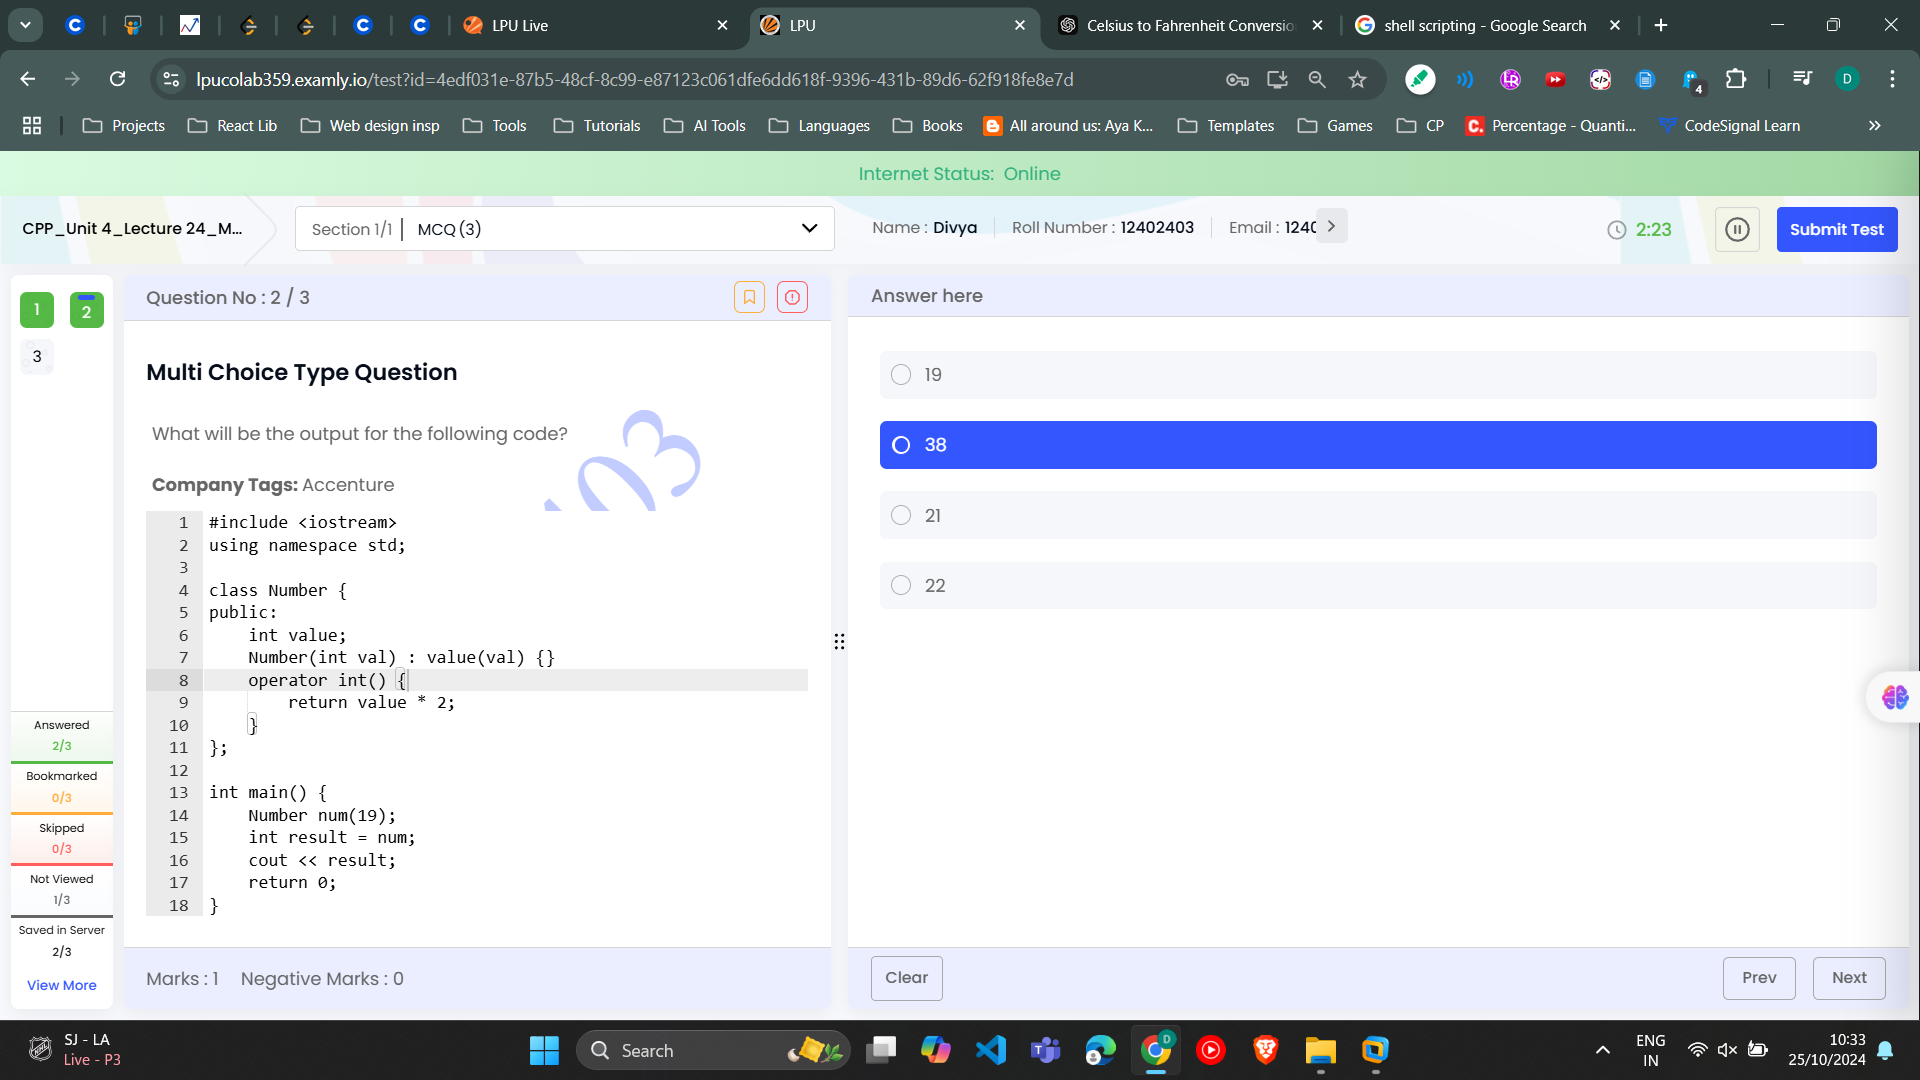 LPU Live
LPU
Celsius to Fahrenheit Conversio
shell scripting - Google Search
lpucolab359.examly.io/test?id=4edf031e-87b5-48cf-8c99-e87123c061dfe6dd618f-9396-431b-89d6-62f918fe8e7d
4
D
Projects
React Lib
Web design insp
Tools
Tutorials
AI Tools
Languages
Books
All around us: Aya K...
Templates
Games
CP
Percentage - Quanti...
CodeSignal Learn
Internet Status: Online
CPP_Unit 4_Lecture 24_M...
Section 1/1 | MCQ (3)
Name : Divya
Roll Number : 12402403
Email : 1240
2:23
Submit Test
1
2
3
Question No : 2 / 3
Multi Choice Type Question
What will be the output for the following code?
Company Tags: Accenture
1 #include <iostream>
2 using namespace std;
3
4 class Number {
5 public:
6 int value;
7 Number(int val) : value(val) {}
8 operator int() {
9 return value * 2;
10 }
11 };
12
13 int main() {
14 Number num(19);
15 int result = num;
16 cout << result;
17 return 0;
18 }
Answered
2/3
Bookmarked
0/3
Skipped
0/3
Not Viewed
1/3
Saved in Server
2/3
View More
Marks : 1
Negative Marks : 0
Answer here
19
38
21
22
Clear
Prev
Next
SJ - LA
Live - P3
Search
D
ENG
IN
10:33
25/10/2024